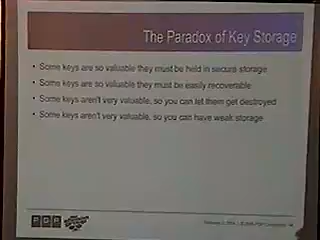 The Paradox of Key Storage
• Some keys are so valuable they must be held in secure storage
• Some keys are so valuable they must be easily recoverable
• Some keys aren't very valuable, so you can let them get destroyed
• Some keys aren't very valuable, so you can have weak storage
PGP